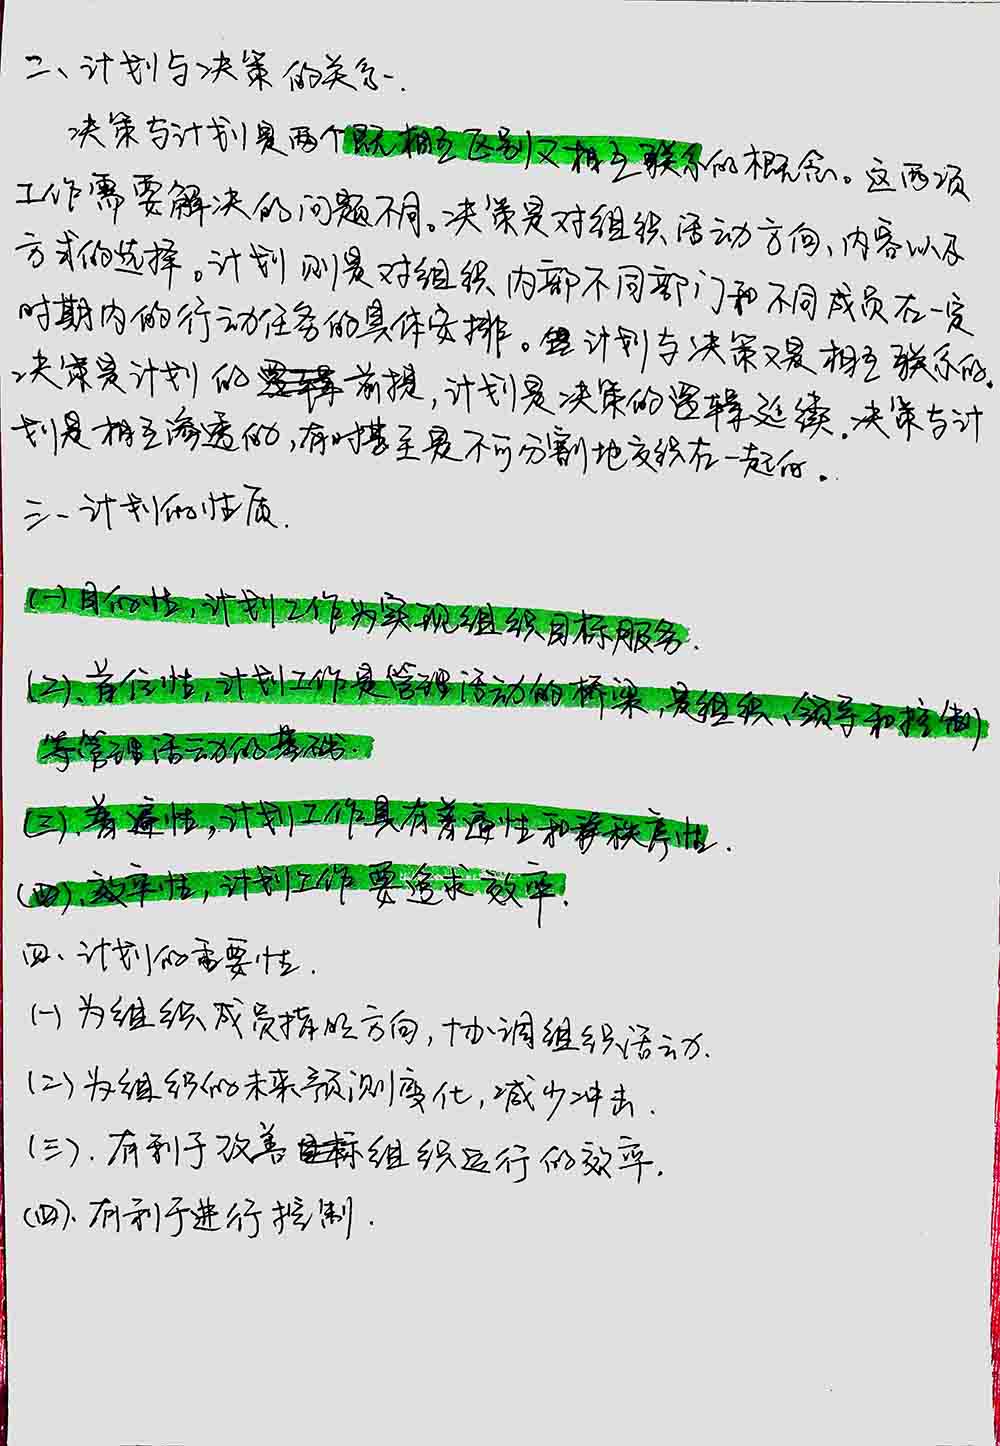 二、计划与决策的关系.
决策与计划是两个既相互区别又相互联系的概念。这两项
工作需要解决的问题不同。决策是对组织活动方向、内容以及
方式的选择。计划则是对组织内部不同部门和不同成员在一定
时期内的行动任务的具体安排。计划与决策又是相互联系的.
决策是计划的前提,计划是决策的逻辑延续.决策与计
划是相互渗透的,有时甚至是不可分割地交织在一起的.
三、计划的性质.
(一)目的性,计划工作为实现组织目标服务.
(二).首位性,计划工作是管理活动的桥梁,是组织、领导和控制
等管理活动的基础.
(三).普遍性,计划工作具有普遍性和秩序性.
(四).效率性,计划工作要追求效率.
四、计划的重要性.
(一)为组织成员指明方向,协调组织活动.
(二)为组织的未来预测变化,减少冲击.
(三).有利于改善组织运行的效率.
(四).有利于进行控制.